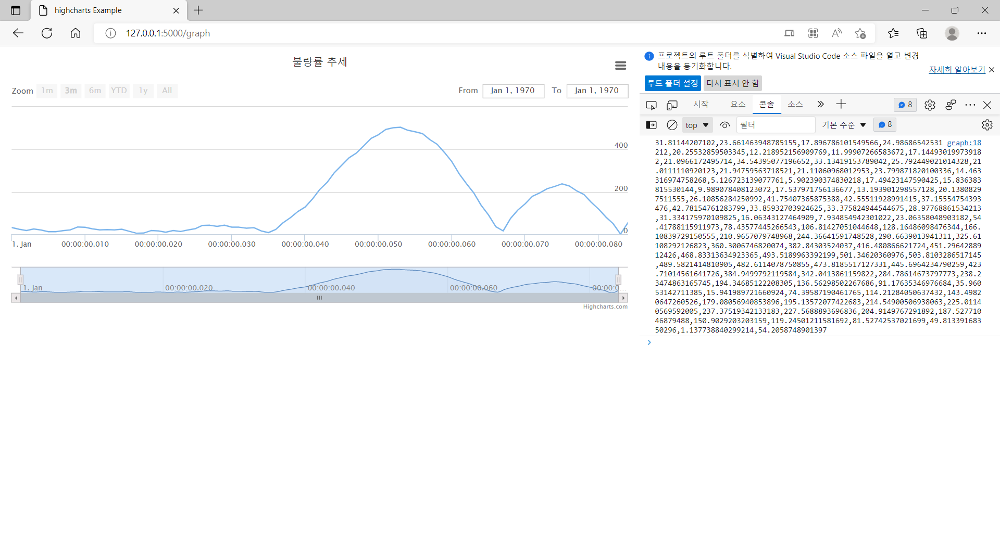 highcharts Example
127.0.0.1:5000/graph
불량률 추세
Zoom 1m 3m 6m YTD 1y All
From Jan 1, 1970 To Jan 1, 1970
400
200
0
1. Jan 00:00:00.010 00:00:00.020 00:00:00.030 00:00:00.040 00:00:00.050 00:00:00.060 00:00:00.070 00:00:00.080
1. Jan 00:00:00.020 00:00:00.040 00:00:00.060 00:00:0...
Highcharts.com
프로젝트의 루트 폴더를 식별하여 Visual Studio Code 소스 파일을 열고 변경
내용을 동기화합니다.
자세히 알아보기
루트 폴더 설정 다시 표시 안 함
시작 요소 콘솔 소스 8
top 필터 기본 수준 8
31.81144207102,23.661463948785155,17.896786101549566,24.98686542531 graph:18
212,20.25532859503345,12.218952156909769,11.99907266583672,17.14493019973918
2,21.0966172495714,34.54395077196652,33.13419153789042,25.792449021014328,21
.0111110920123,21.94759563718521,21.11060968012953,23.799871820100336,14.463
316974758268,5.126723139077761,5.902390374830218,17.49423147590425,15.836383
815530144,9.989078408123072,17.537971756136677,13.193901298557128,20.1380829
7511555,26.10856284250992,41.75407365875388,42.55511928991415,37.15554754393
476,42.78154761283799,33.85932703924625,33.375824944544675,28.97768861534213
,31.334175970109825,16.06343127464909,7.934854942301022,23.06358048903182,54
.41788115911973,78.43577445266543,106.81427051044648,128.16486098476344,166.
10839729150555,210.9657079748968,244.36641591748528,290.6639013941311,325.61
108292126823,360.3006746820074,382.84303524037,416.480866621724,451.29642889
12426,468.83313634923365,493.5189963392199,501.34620360976,503.8103286517145
,489.5821414810905,482.6114078750855,473.8185517127331,445.6964234790259,423
.71014561641726,384.9499792119584,342.0413861159822,284.78614673797773,238.2
3474863165745,194.34685122208305,136.56298502267686,91.17635346976684,35.960
53142711385,15.941989721660924,74.39587190461765,114.21284050637432,143.4982
0647260526,179.08056940853896,195.13572077422683,214.54900506938063,225.0114
0569592005,237.37519342133183,227.5688893696836,204.9149767291892,187.527710
46879488,150.9029203203159,119.24501211581692,81.52742537021699,49.813391683
50296,1.137738840299214,54.2058748901397